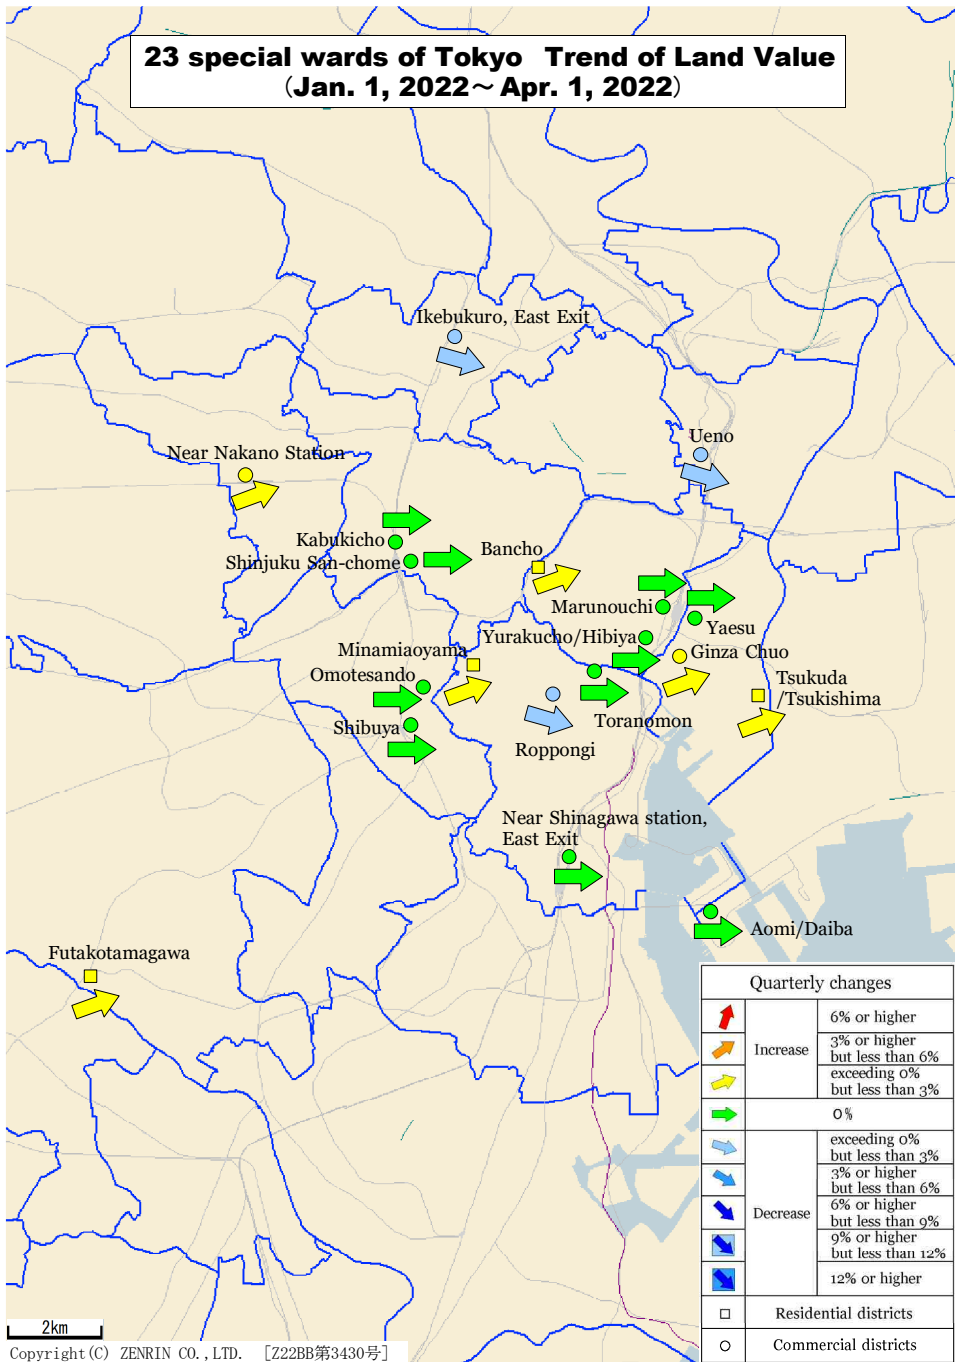 23 special wards of Tokyo Trend of Land Value
（Jan. 1, 2022～Apr. 1, 2022）
Ikebukuro, East Exit
Ueno
Near Nakano Station
Kabukicho
Shinjuku San-chome
Bancho
Marunouchi
Yaesu
Yurakucho/Hibiya
Ginza Chuo
Minamiaoyama
Omotesando
Tsukuda
/Tsukishima
Shibuya
Toranomon
Roppongi
Near Shinagawa station,
East Exit
Aomi/Daiba
Futakotamagawa
Quarterly changes
Increase
6% or higher
3% or higher
but less than 6%
exceeding 0%
but less than 3%
0%
Decrease
exceeding 0%
but less than 3%
3% or higher
but less than 6%
6% or higher
but less than 9%
9% or higher
but less than 12%
12% or higher
Residential districts
Commercial districts
2km
Copyright(C) ZENRIN CO.,LTD. [Z22BB第3430号]